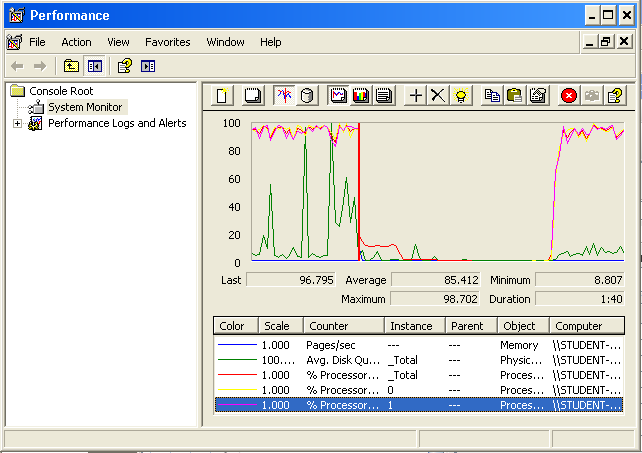 Performance
File Action View Favorites Window Help
Console Root
System Monitor
Performance Logs and Alerts
100
80
60
40
20
0
Last 96.795 Average 85.412 Minimum 8.807
Maximum 98.702 Duration 1:40
Color Scale Counter Instance Parent Object Computer
1.000 Pages/sec --- --- Memory \\STUDENT-...
100.... Avg. Disk Qu... _Total --- Physic... \\STUDENT-...
1.000 % Processor... _Total --- Proces... \\STUDENT-...
1.000 % Processor... 0 --- Proces... \\STUDENT-...
1.000 % Processor... 1 --- Proces... \\STUDENT-...